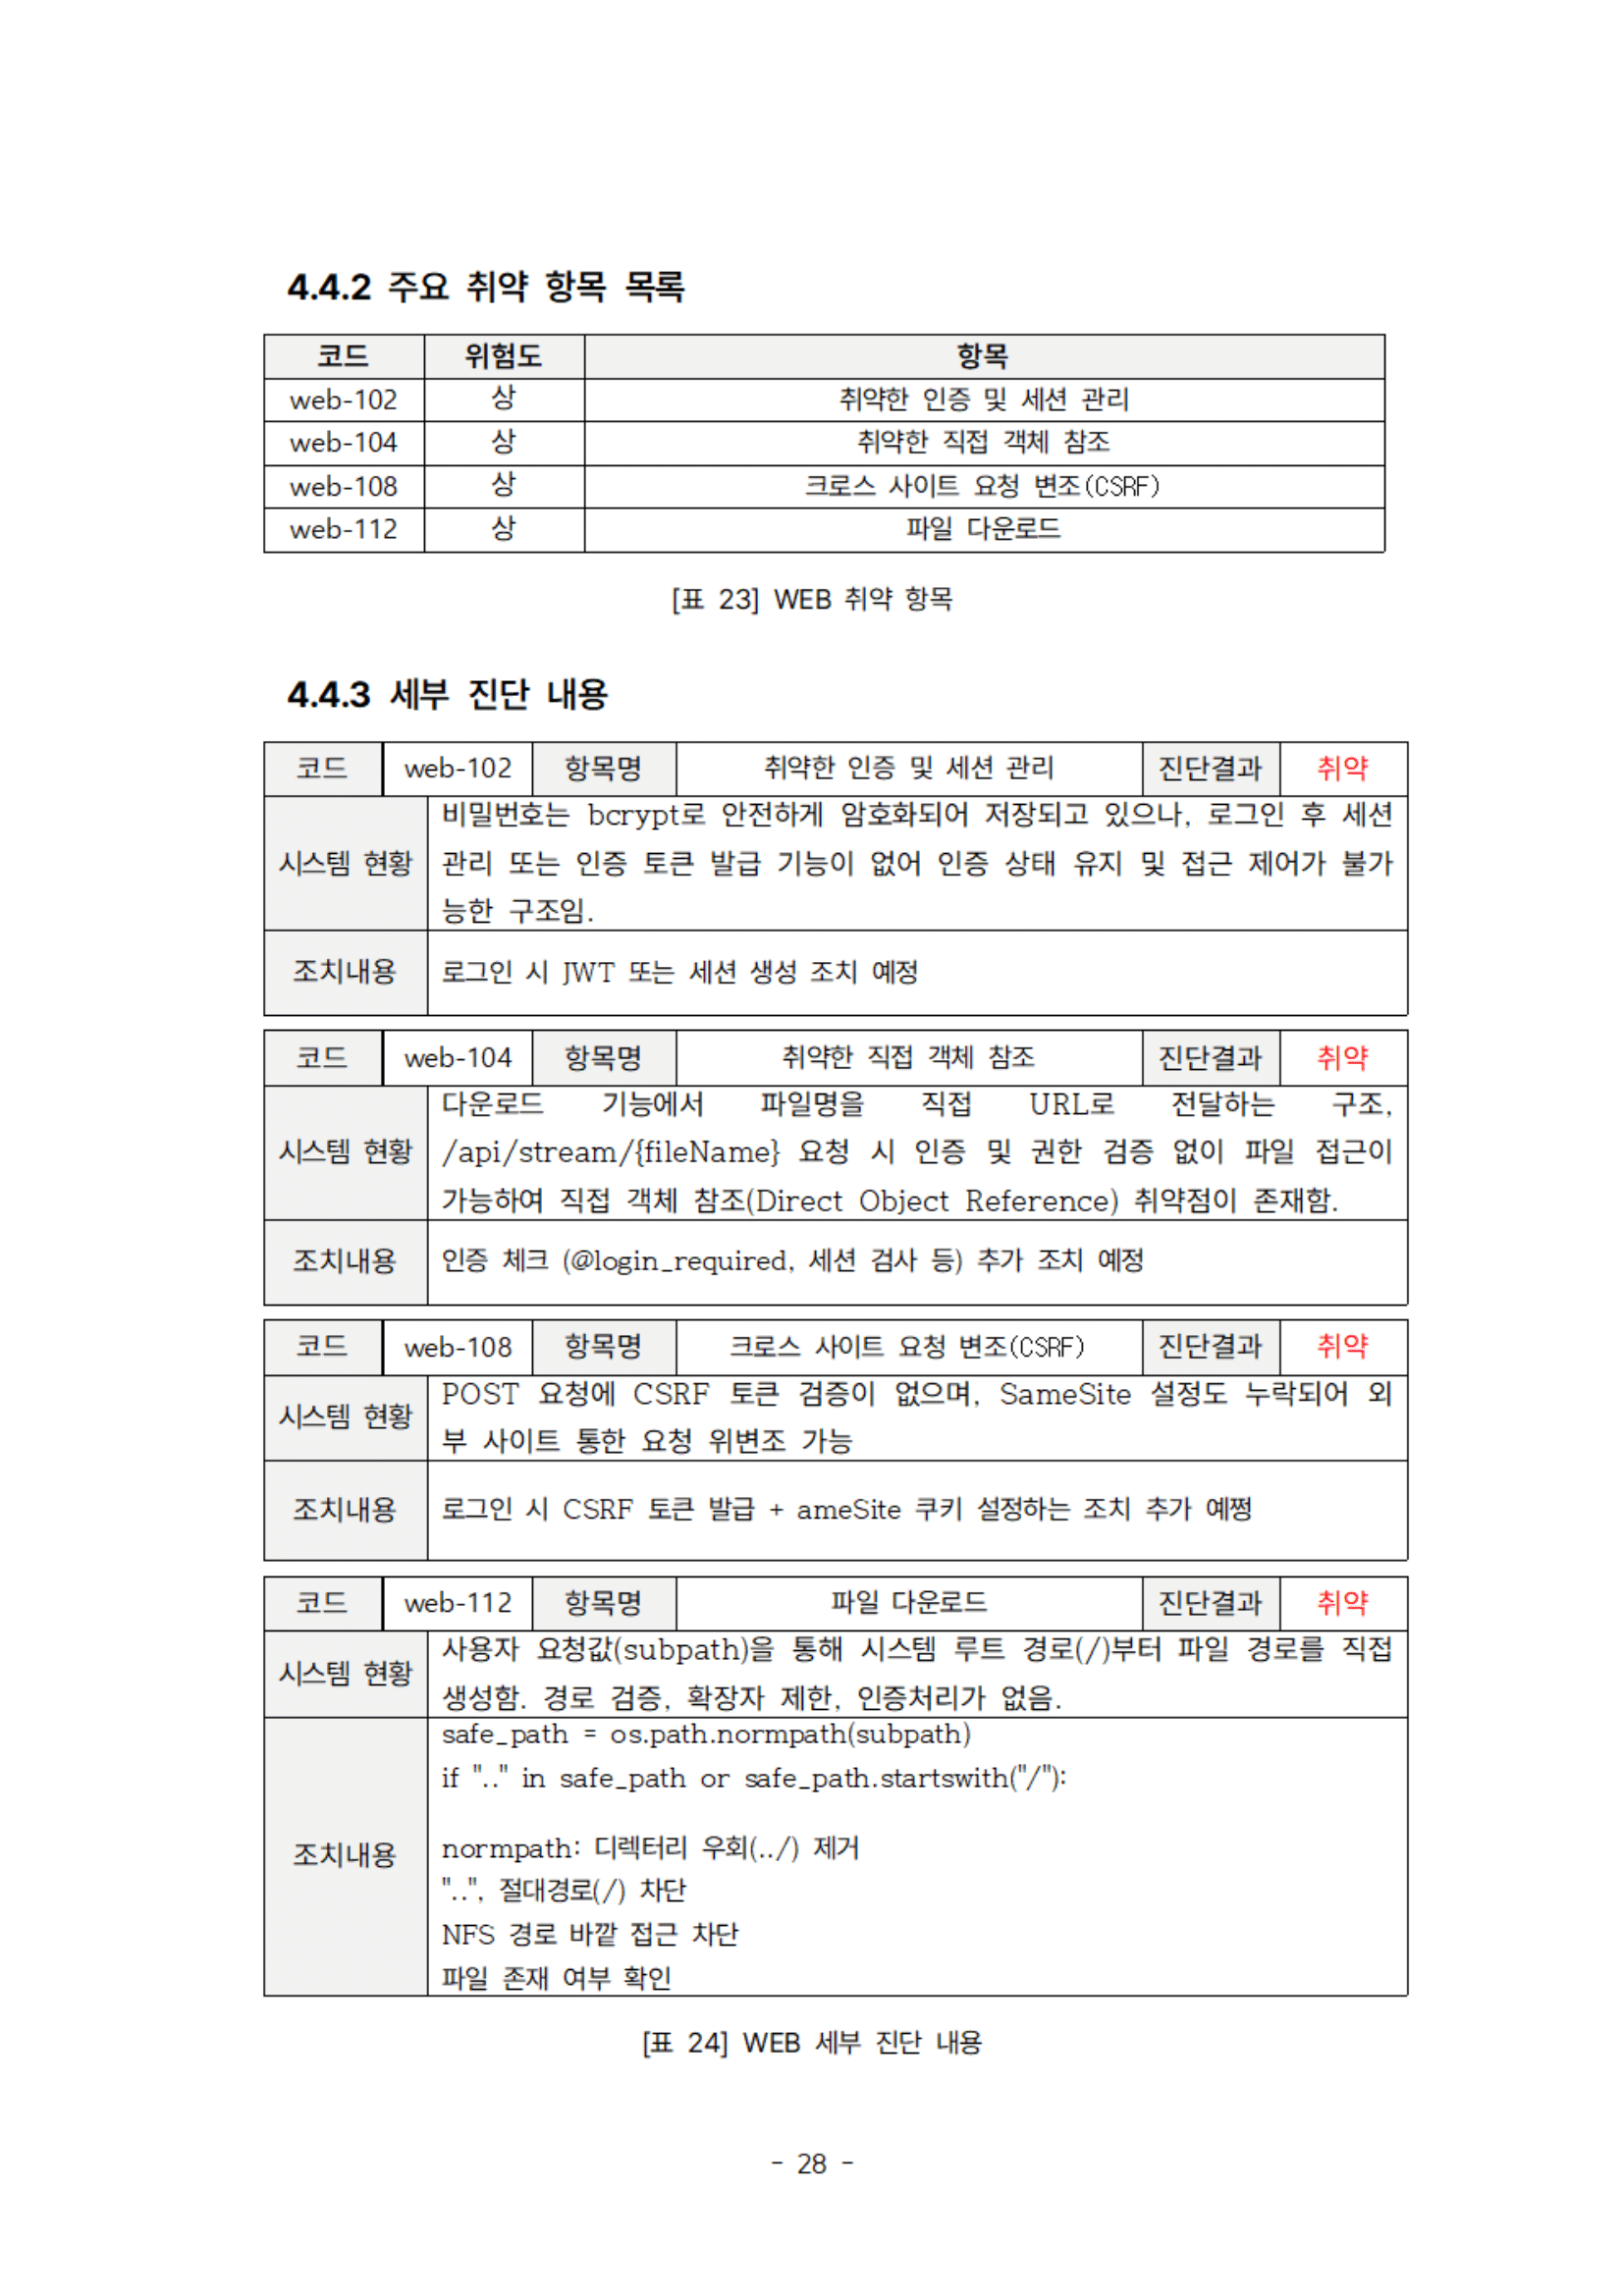 4.4.2 주요 취약 항목 목록
코드 위험도 항목
web-102 상 취약한 인증 및 세션 관리
web-104 상 취약한 직접 객체 참조
web-108 상 크로스 사이트 요청 변조(CSRF)
web-112 상 파일 다운로드
[표 23] WEB 취약 항목
4.4.3 세부 진단 내용
코드 web-102 항목명 취약한 인증 및 세션 관리 진단결과 취약
시스템 현황
비밀번호는 bcrypt로 안전하게 암호화되어 저장되고 있으나, 로그인 후 세션
관리 또는 인증 토큰 발급 기능이 없어 인증 상태 유지 및 접근 제어가 불가
능한 구조임.
조치내용 로그인 시 JWT 또는 세션 생성 조치 예정
코드 web-104 항목명 취약한 직접 객체 참조 진단결과 취약
시스템 현황
다운로드 기능에서 파일명을 직접 URL로 전달하는 구조,
/api/stream/{fileName} 요청 시 인증 및 권한 검증 없이 파일 접근이
가능하여 직접 객체 참조(Direct Object Reference) 취약점이 존재함.
조치내용 인증 체크 (@login_required, 세션 검사 등) 추가 조치 예정
코드 web-108 항목명 크로스 사이트 요청 변조(CSRF) 진단결과 취약
시스템 현황
POST 요청에 CSRF 토큰 검증이 없으며, SameSite 설정도 누락되어 외
부 사이트 통한 요청 위변조 가능
조치내용 로그인 시 CSRF 토큰 발급 + ameSite 쿠키 설정하는 조치 추가 예쩡
코드 web-112 항목명 파일 다운로드 진단결과 취약
시스템 현황
사용자 요청값(subpath)을 통해 시스템 루트 경로(/)부터 파일 경로를 직접
생성함. 경로 검증, 확장자 제한, 인증처리가 없음.
조치내용
safe_path = os.path.normpath(subpath)
if ".." in safe_path or safe_path.startswith("/"):
normpath: 디렉터리 우회(../) 제거
"..", 절대경로(/) 차단
NFS 경로 바깥 접근 차단
파일 존재 여부 확인
[표 24] WEB 세부 진단 내용
- 28 -